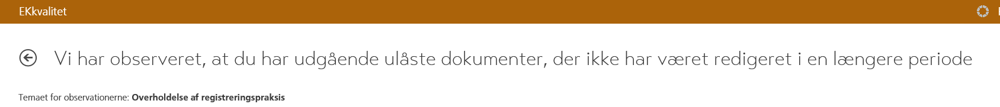 EKkvalitet
Vi har observeret, at du har udgående ulåste dokumenter, der ikke har været redigeret i en længere periode
Temaet for observationerne: Overholdelse af registreringspraksis